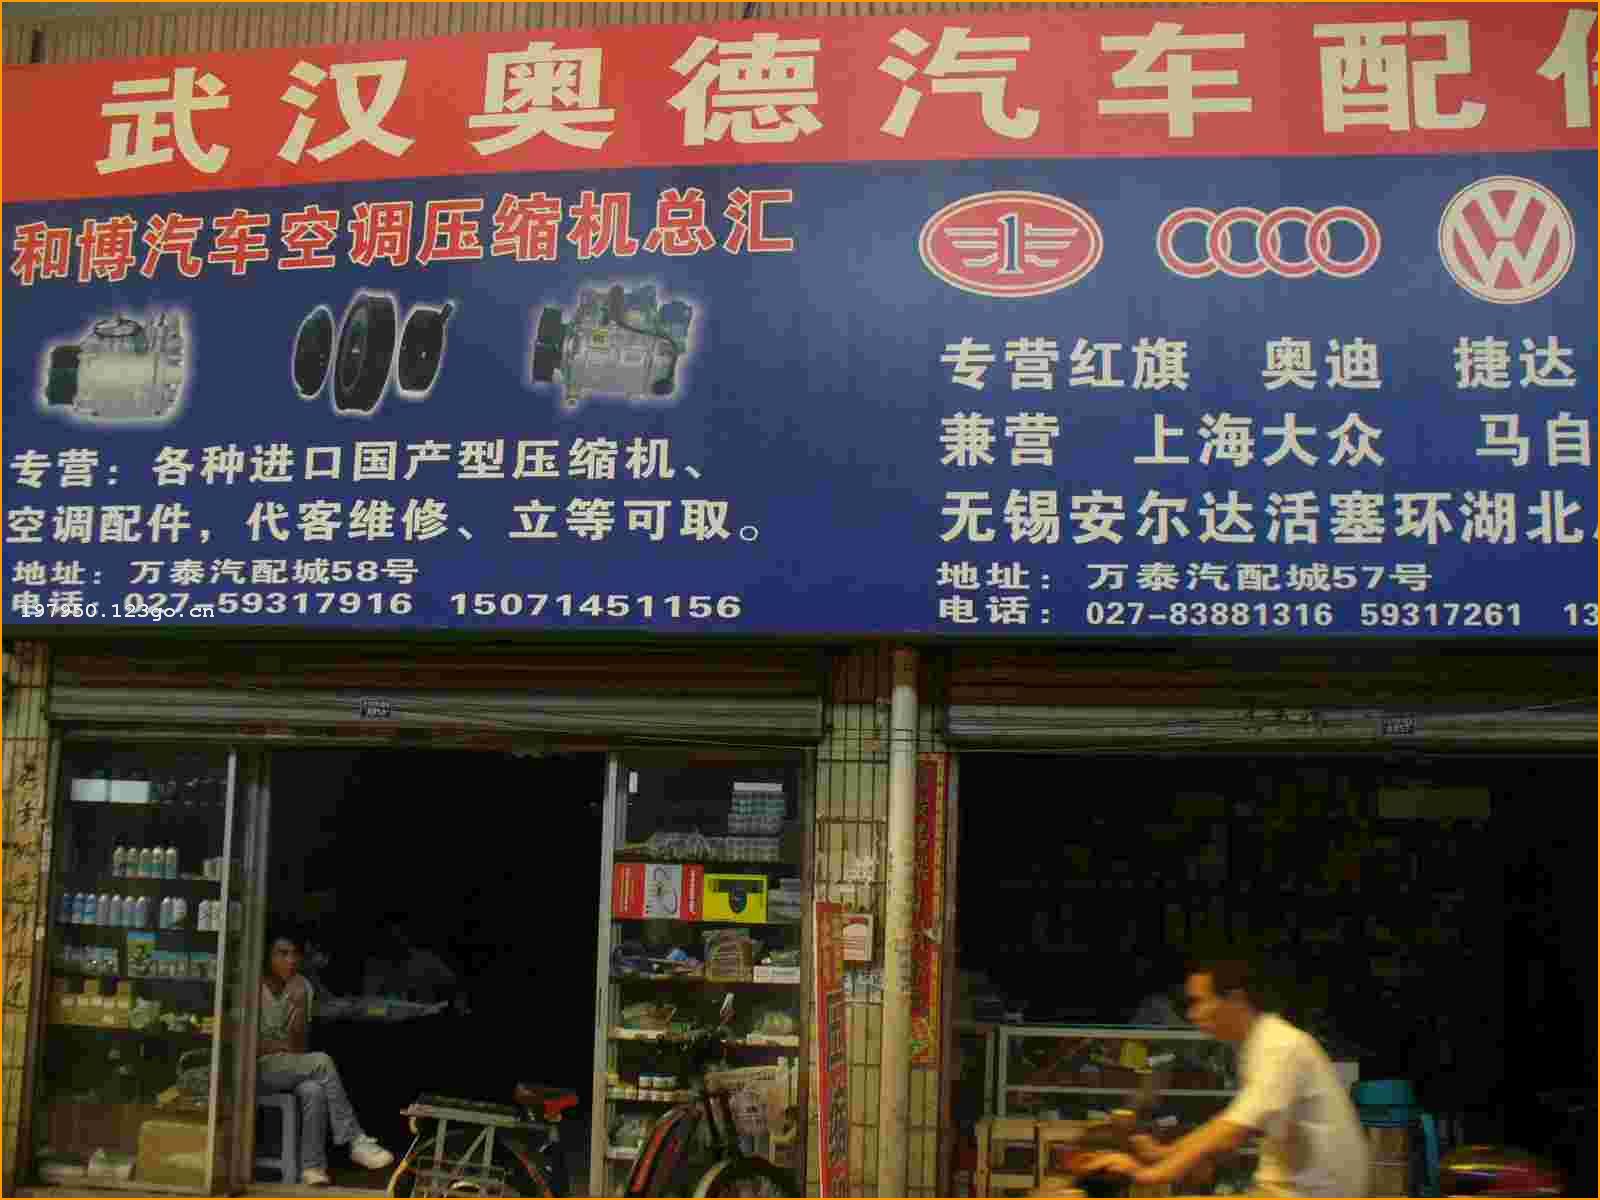 武汉奥德汽车配
和博汽车空调压缩机总汇
专营：各种进口国产型压缩机、
空调配件，代客维修、立等可取。
地址：万泰汽配城58号
电话 027-59317916 15071451156
197950.123go.cn
1
专营红旗 奥迪 捷达
兼营 上海大众 马自
无锡安尔达活塞环湖北
地址：万泰汽配城57号
电话：027-83881316 59317261 13